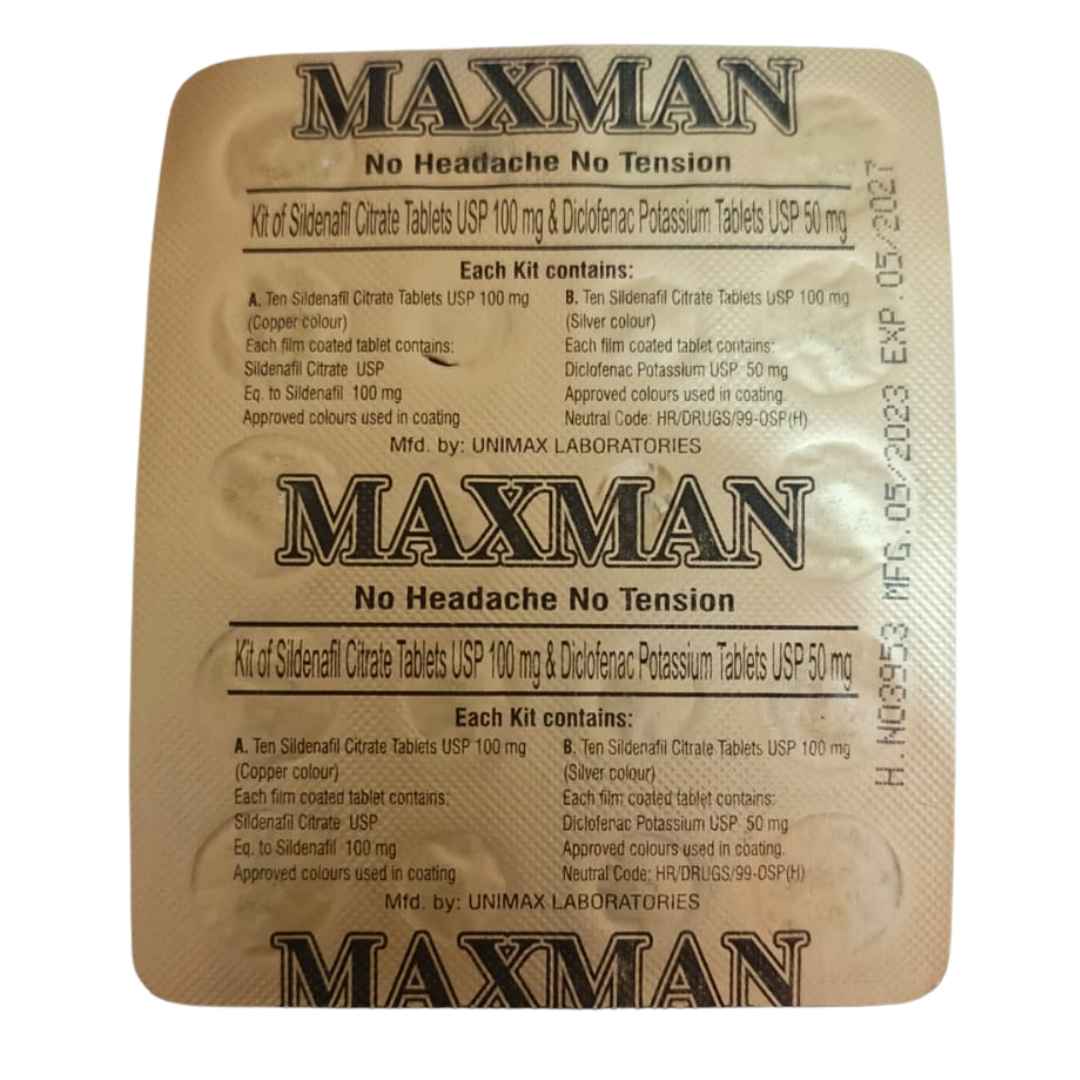 MAXMAN
No Headache No Tension
Kit of Sildenafil Citrate Tablets USP 100 mg & Diclofenac Potassium Tablets USP 50 mg
Each Kit contains:
A. Ten Sildenafil Citrate Tablets USP 100 mg
(Copper colour)
Each film coated tablet contains:
Sildenafil Citrate USP
Eq. to Sildenafil 100 mg
Approved colours used in coating
B. Ten Sildenafil Citrate Tablets USP 100 mg
(Silver colour)
Each film coated tablet contains:
Diclofenac Potassium USP 50 mg
Approved colours used in coating.
Neutral Code: HR/DRUGS/99-OSP(H)
Mfd. by: UNIMAX LABORATORIES
MAXMAN
No Headache No Tension
Kit of Sildenafil Citrate Tablets USP 100 mg & Diclofenac Potassium Tablets USP 50 mg
Each Kit contains:
A. Ten Sildenafil Citrate Tablets USP 100 mg
(Copper colour)
Each film coated tablet contains:
Sildenafil Citrate USP
Eq. to Sildenafil 100 mg
Approved colours used in coating
B. Ten Sildenafil Citrate Tablets USP 100 mg
(Silver colour)
Each film coated tablet contains:
Diclofenac Potassium USP 50 mg
Approved colours used in coating.
Neutral Code: HR/DRUGS/99-OSP(H)
Mfd. by: UNIMAX LABORATORIES
MAXMAN
H.NO3953 MFG.05/2023 EXP.05/2027